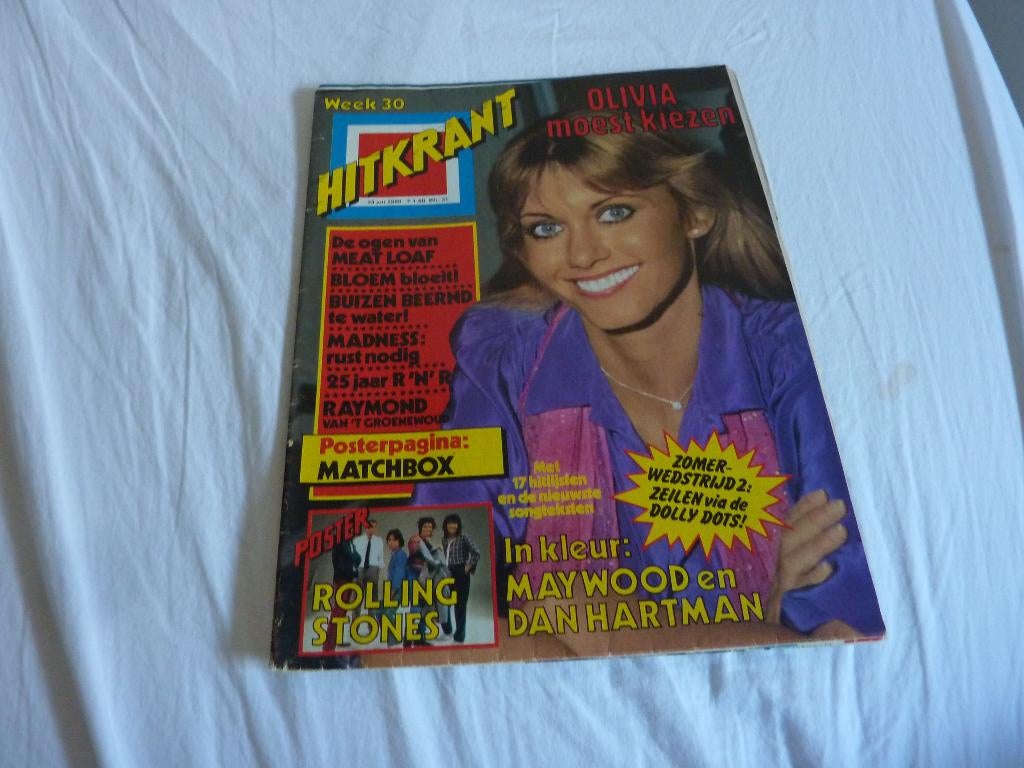 Week 30
HITKRANT
OLIVIA
moest kiezen
De ogen van
MEAT LOAF
BLOEM bloeit!
BUIZEN BEERND
te water!
MADNESS:
rust nodig
25 jaar R 'N' R
RAYMOND
VAN 'T GROENEWOUD
Posterpagina:
MATCHBOX
Met
17 hitlijsten
en de nieuwste
songteksten
ZOMER-
WEDSTRIJD 2:
ZEILEN via de
DOLLY DOTS!
POSTER
ROLLING
STONES
In kleur:
MAYWOOD en
DAN HARTMAN